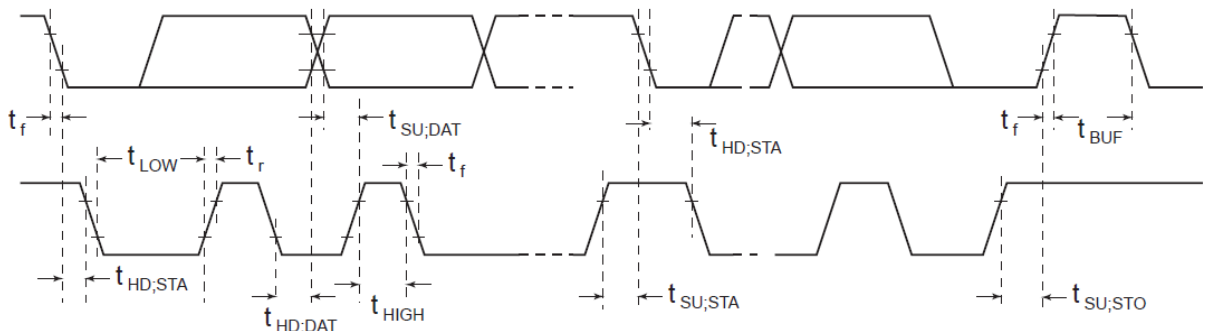 t f
t SU;DAT
t HD;STA
t f
t BUF
t LOW
t r
t f
t HD;STA
t HD;DAT
t HIGH
t SU;STA
t SU;STO